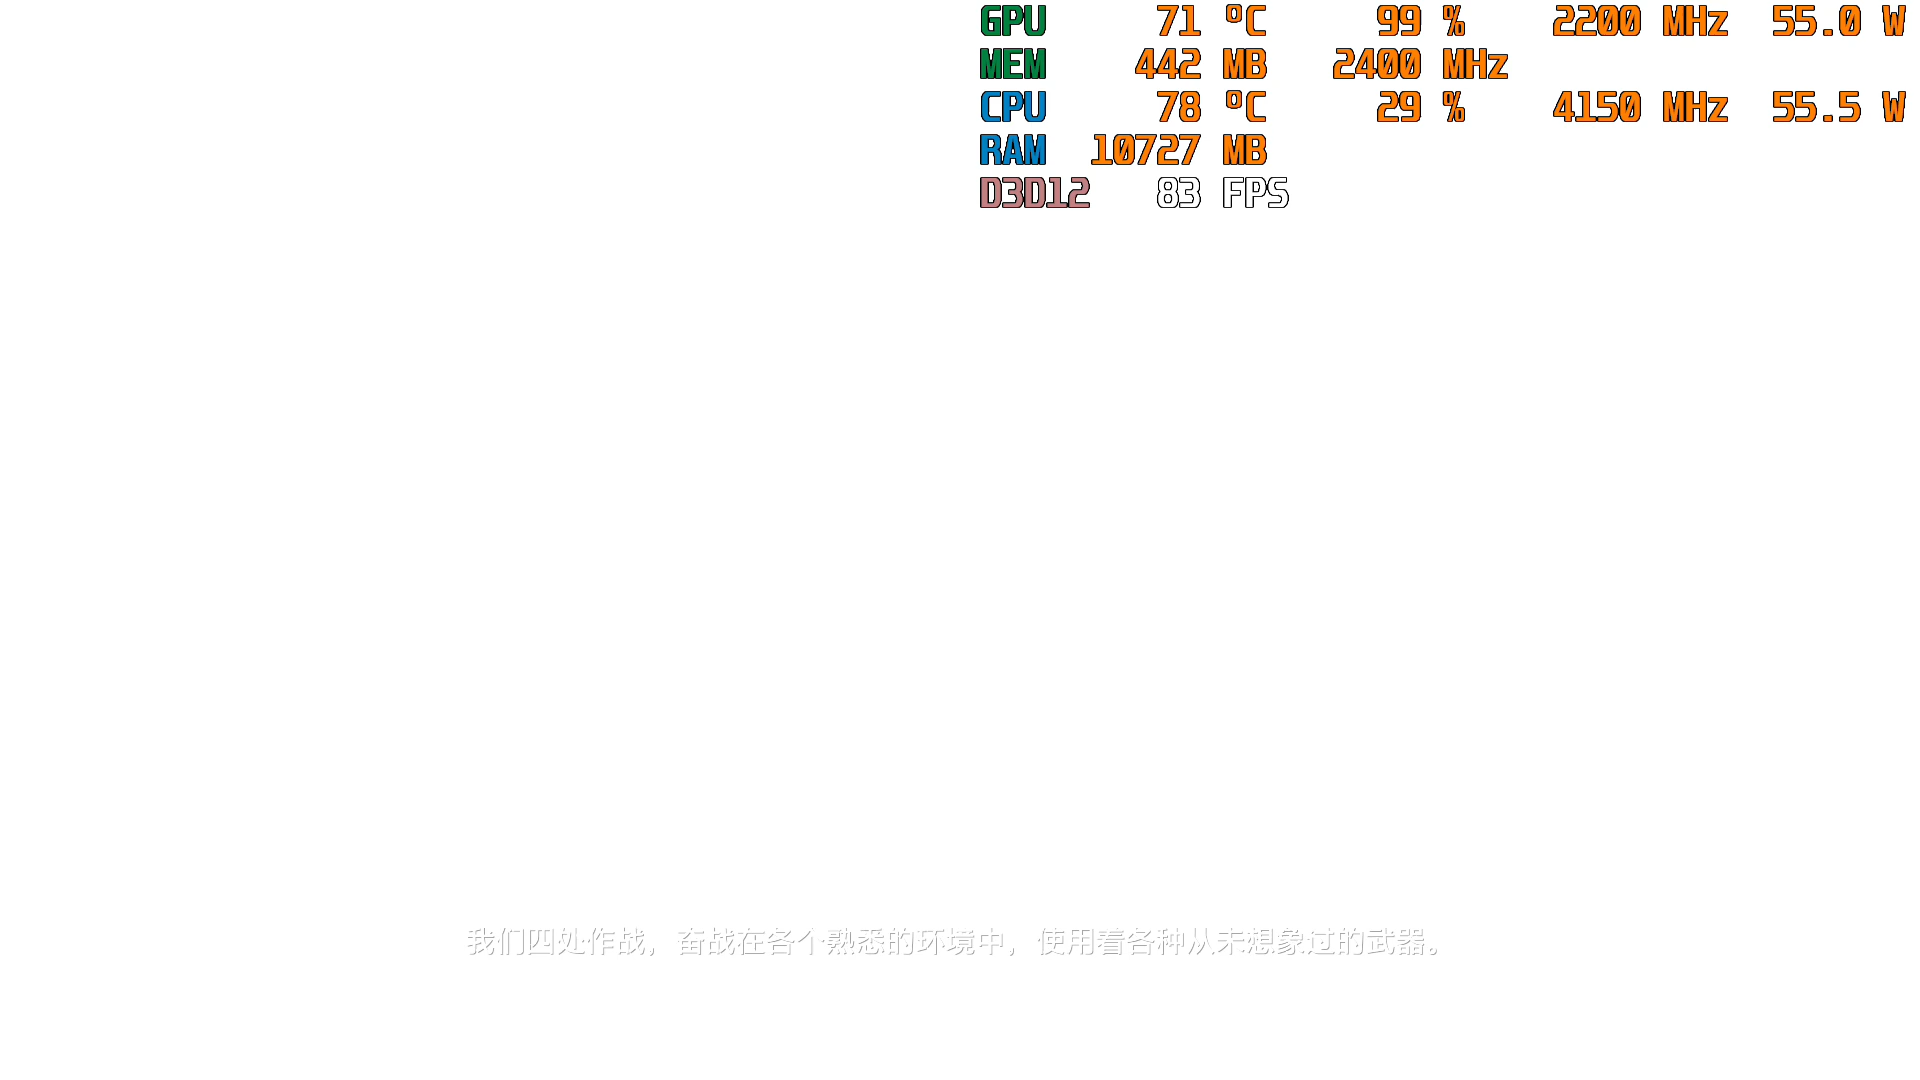 GPU 71 °C 99 % 2200 MHz 55.0 W
MEM 442 MB 2400 MHz
CPU 78 °C 29 % 4150 MHz 55.5 W
RAM 10727 MB
D3D12 83 FPS
我们四处作战，奋战在各个熟悉的环境中，使用着各种从未想象过的武器。